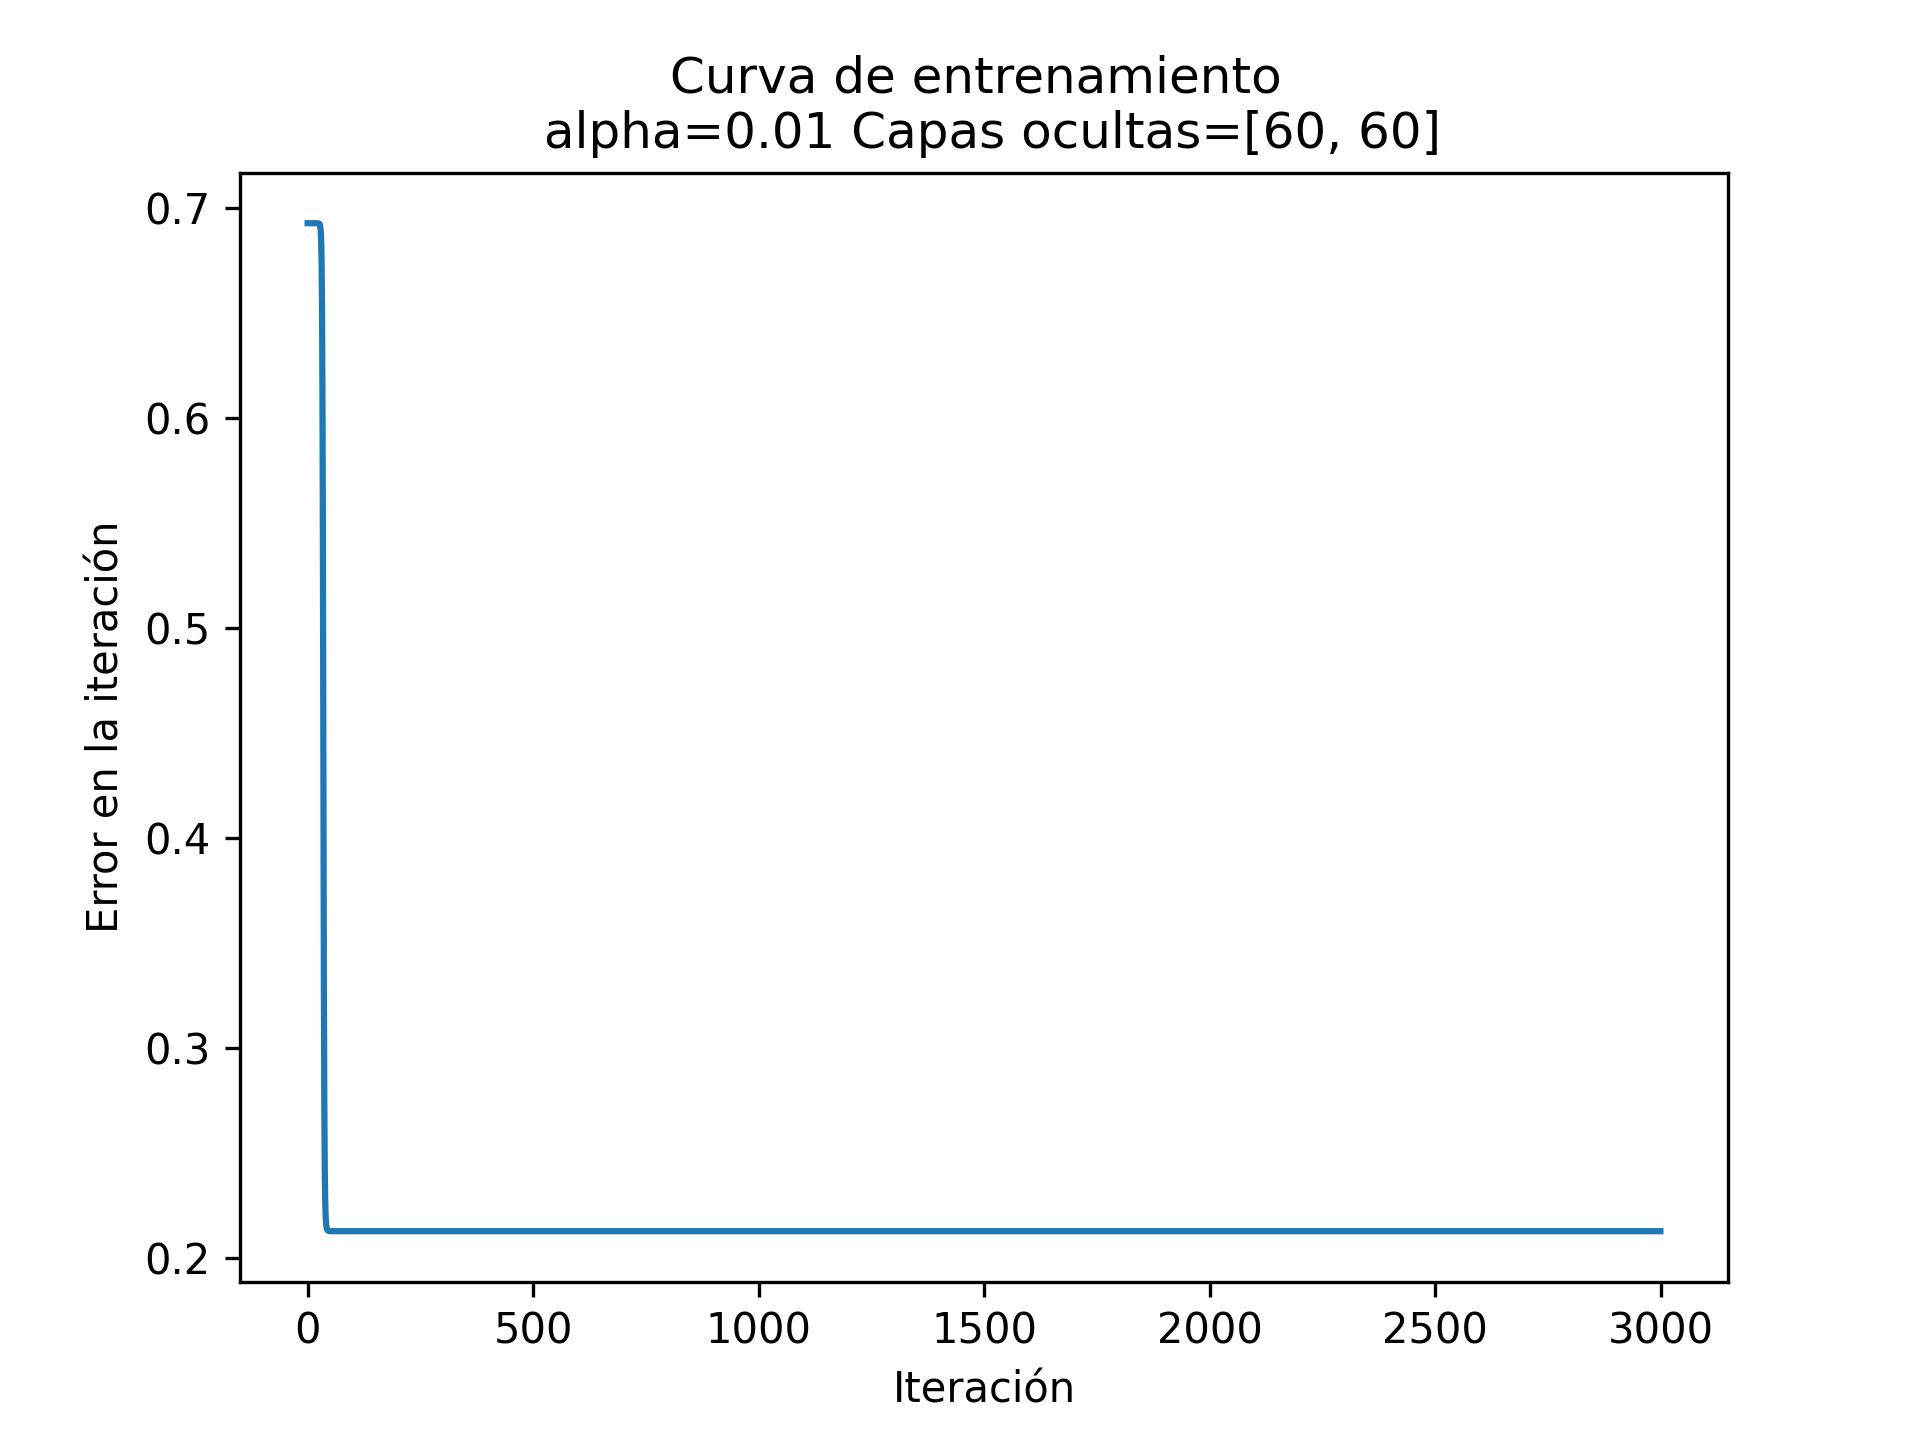 Curva de entrenamiento
alpha=0.01 Capas ocultas=[60, 60]
0.7
0.6
0.5
0.4
0.3
0.2
Error en la iteración
0 500 1000 1500 2000 2500 3000
Iteración